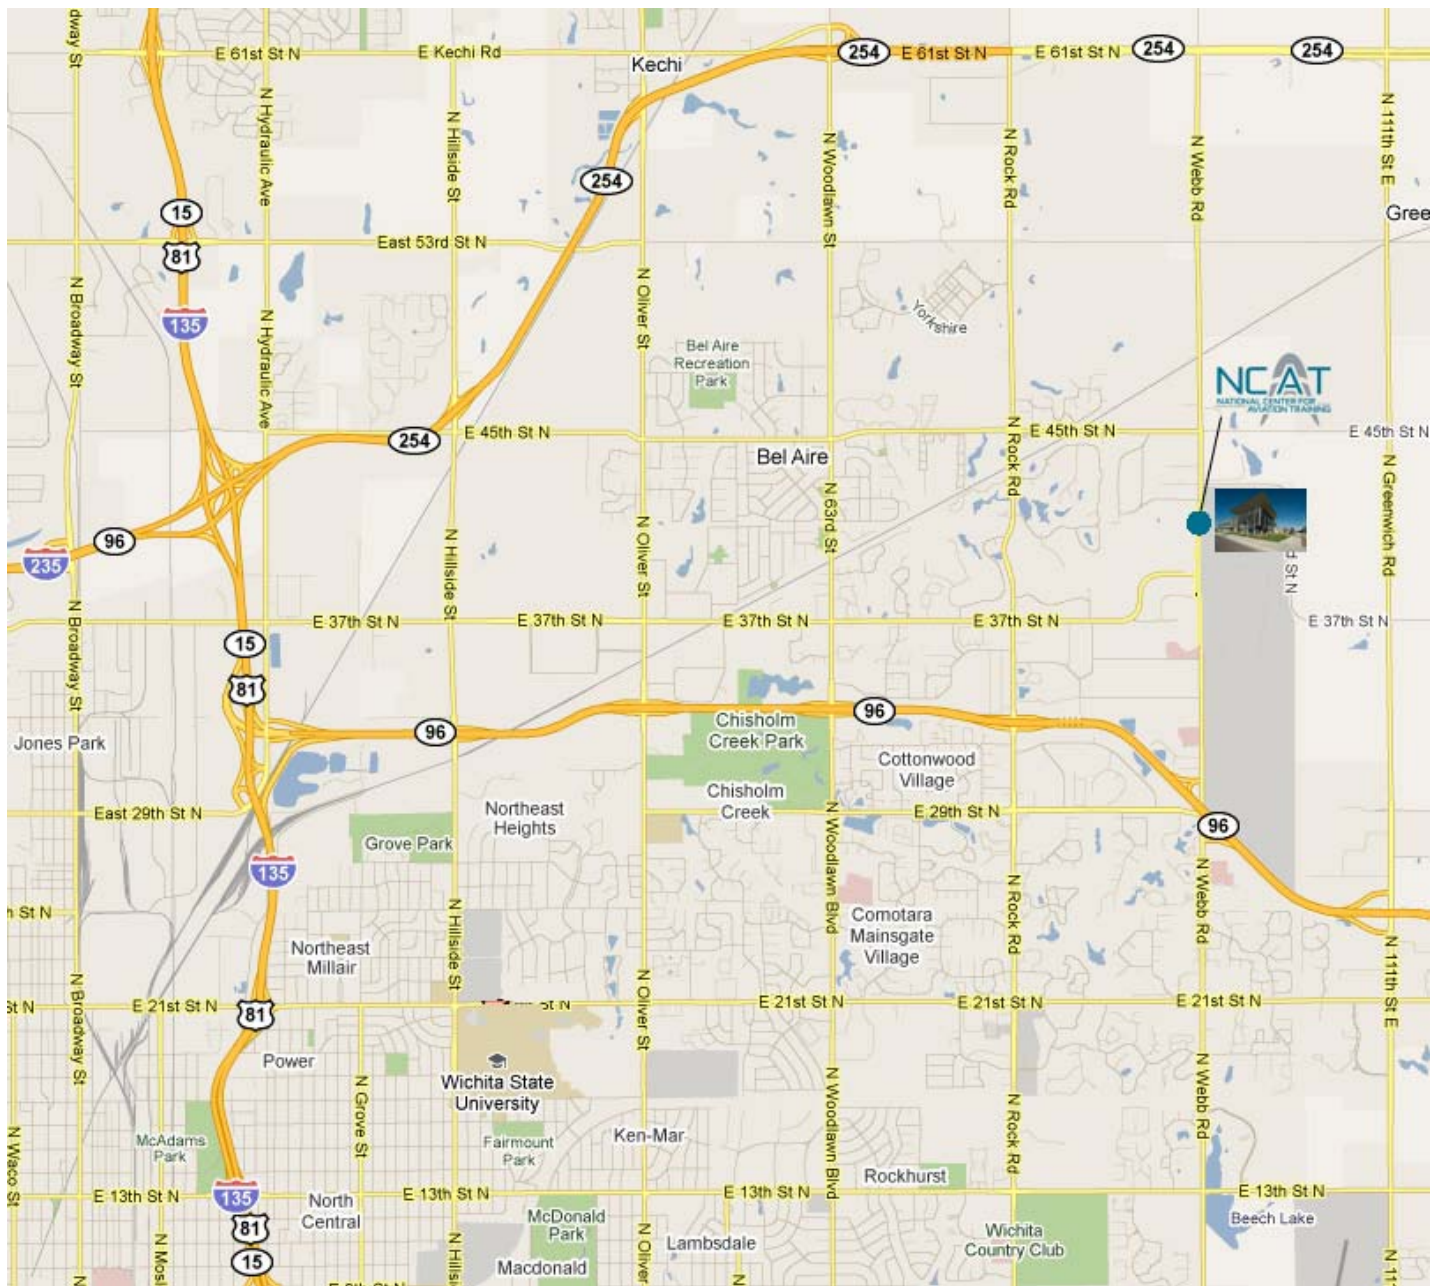 dway St
E 61st St N
E Kechi Rd
254
E 61st St N
E 61st St N
254
254
Kechi
N Hydraulic Ave
N Hillside St
N Woodlawn St
N Rock Rd
N Webb Rd
N 111th St E
254
15
Gree
East 53rd St N
81
N Broadway St
N Oliver St
135
N Hydraulic Ave
Yorkshire
Bel Aire
Recreation
Park
NCAT
NATIONAL CENTER FOR
AVIATION TRAINING
254
E 45th St N
E 45th St N
E 45th St N
Bel Aire
N Rock Rd
N Greenwich Rd
N 63rd St
N Oliver St
N Hillside St
96
235
d St N
N Broadway St
E 37th St N
E 37th St N
E 37th St N
E 37th St N
E 37th St N
15
81
96
96
Jones Park
Chisholm
Creek Park
Cottonwood
Village
East 29th St N
Northeast
Heights
Chisholm
Creek
E 29th St N
96
Grove Park
N Woodlawn Blvd
135
N Webb Rd
N Rock Rd
h St N
N Hillside St
Comotara
Mainsgate
Village
Northeast
Millair
N 111th St E
N Broadway St
N Oliver St
St N
E 21st St N
81
St N
E 21st St N
E 21st St N
E 21st St N
Power
Wichita State
University
N Grove St
N Woodlawn Blvd
N Rock Rd
N Webb Rd
N Waco St
McAdams
Park
Fairmount
Park
Ken-Mar
Rockhurst
E 13th St N
135
E 13th St N
E 13th St N
E 13th St N
North
Central
81
McDonald
Park
Beech Lake
Wichita
Country Club
Lambsdale
15
Macdonald
N Mosl
N Hillsi
N Oliver
N
N
N 11